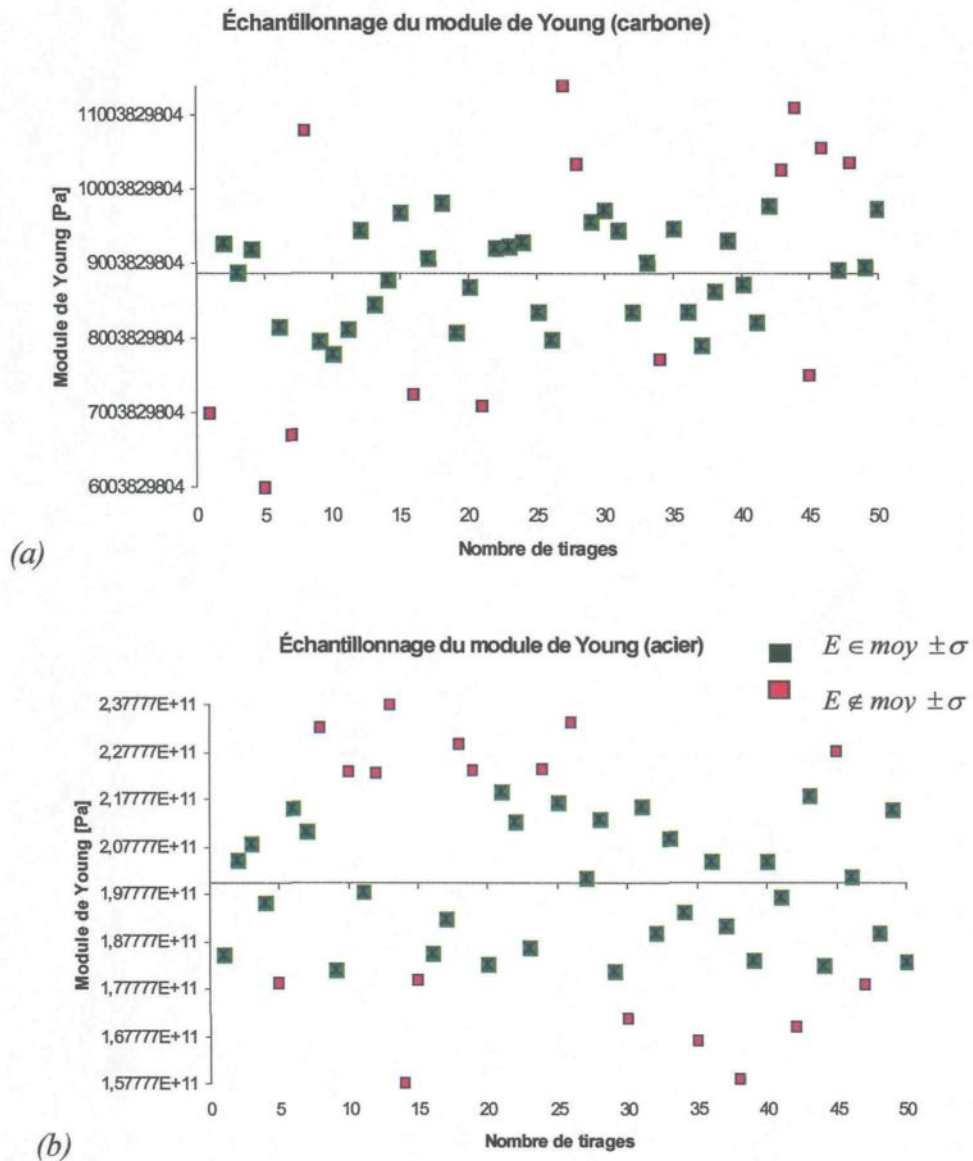 Échantillonnage du module de Young (carbone)
Module de Young [Pa]
11003829804
10003829804
9003829804
8003829804
7003829804
6003829804
0 5 10 15 20 25 30 35 40 45 50
Nombre de tirages
(a)
Échantillonnage du module de Young (acier)
E ∈ moy ± σ
E ∉ moy ± σ
Module de Young [Pa]
2,37777E+11
2,27777E+11
2,17777E+11
2,07777E+11
1,97777E+11
1,87777E+11
1,77777E+11
1,67777E+11
1,57777E+11
0 5 10 15 20 25 30 35 40 45 50
Nombre de tirages
(b)